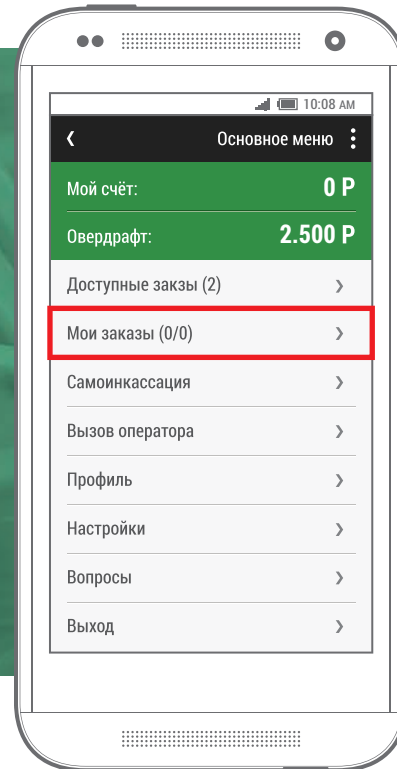 10:08 AM
Основное меню
Мой счёт: 0 Р
Овердрафт: 2.500 Р
Доступные закзы (2)
Мои заказы (0/0)
Самоинкассация
Вызов оператора
Профиль
Настройки
Вопросы
Выход